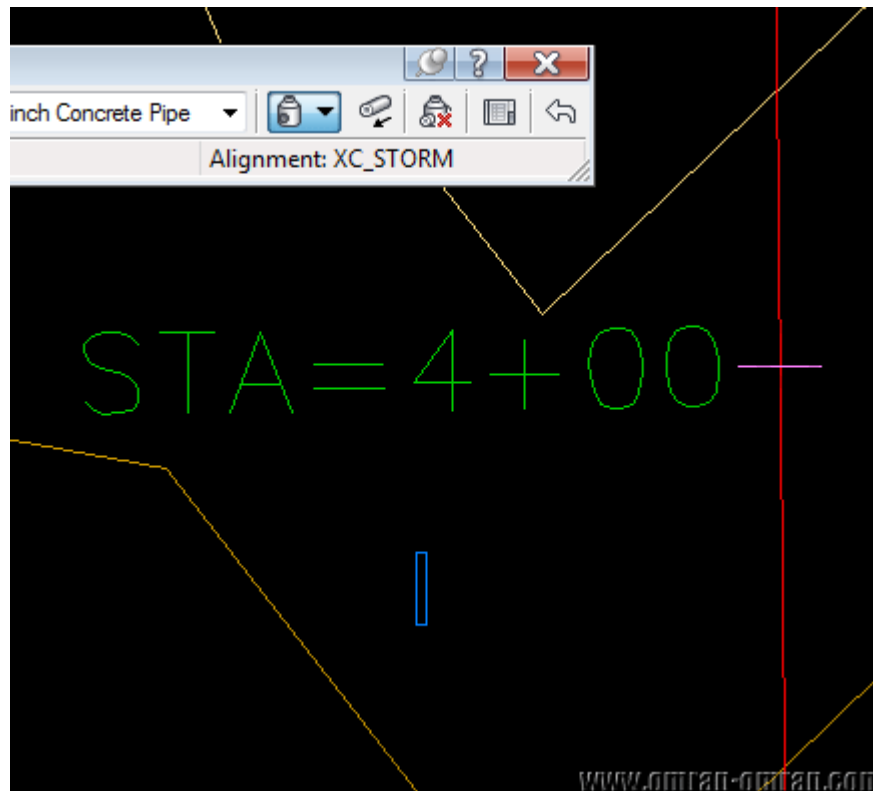 inch Concrete Pipe
Alignment: XC_STORM
STA=4+00
www.omran-omran.com